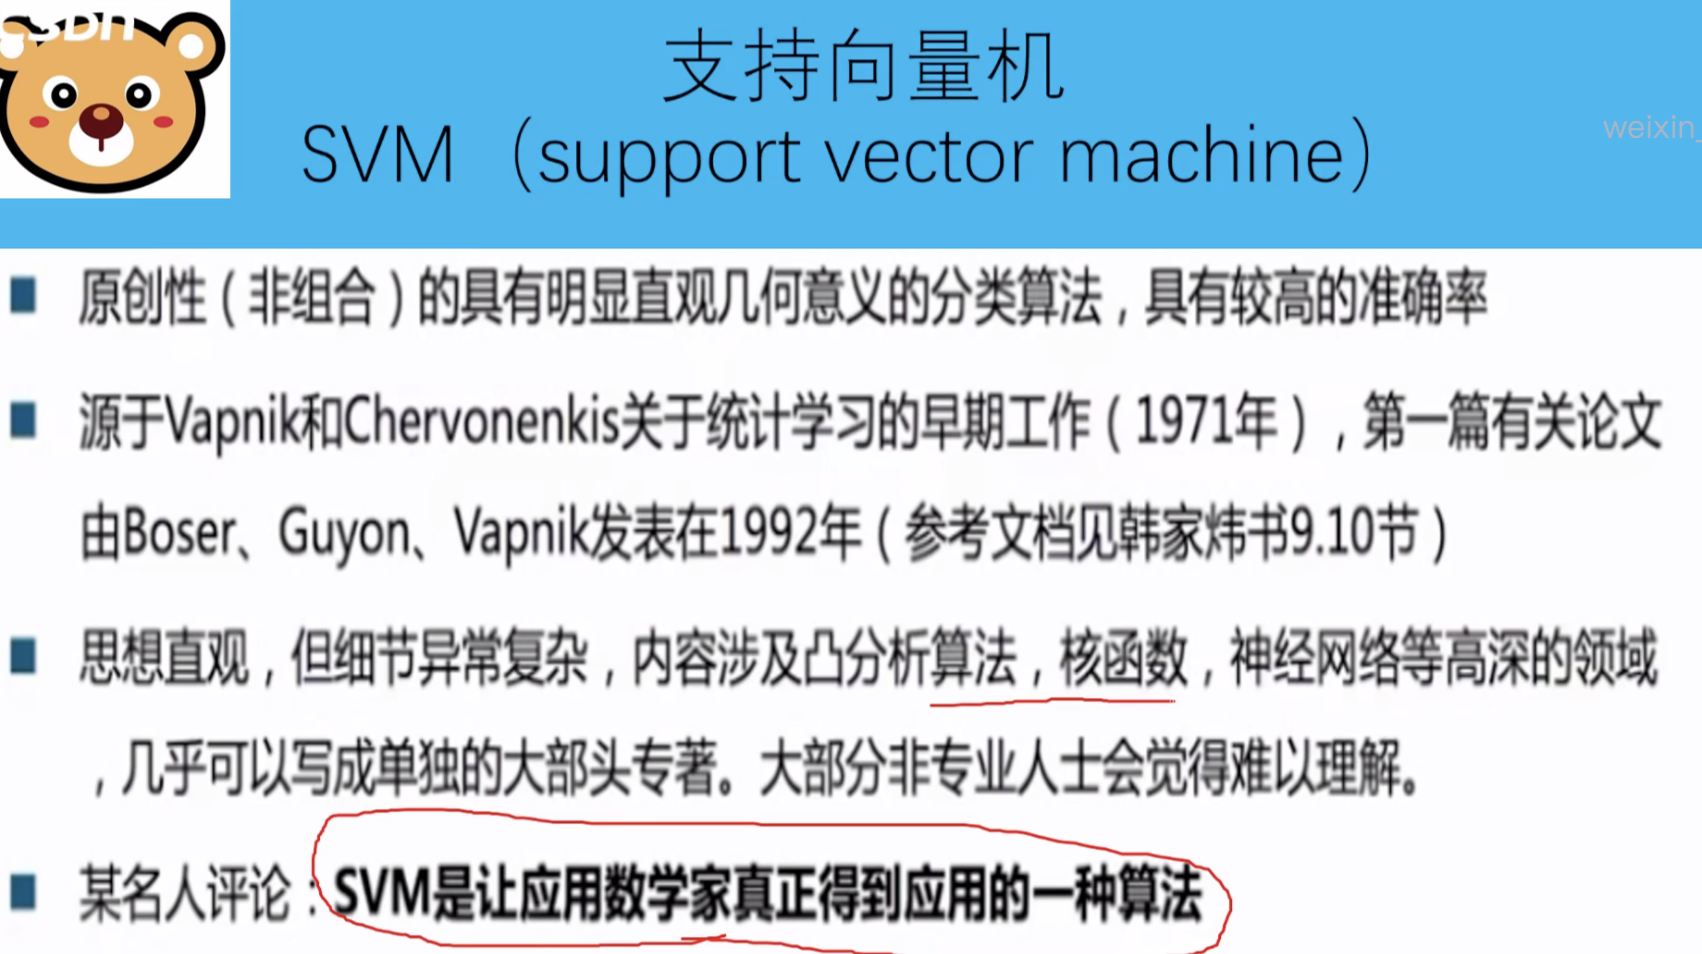 CSDN
支持向量机
SVM（support vector machine）
weixin_
原创性（非组合）的具有明显直观几何意义的分类算法，具有较高的准确率
源于Vapnik和Chervonenkis关于统计学习的早期工作（1971年），第一篇有关论文
由Boser、Guyon、Vapnik发表在1992年（参考文档见韩家炜书9.10节）
思想直观，但细节异常复杂，内容涉及凸分析算法，核函数，神经网络等高深的领域
，几乎可以写成单独的大部头专著。大部分非专业人士会觉得难以理解。
某名人评论：SVM是让应用数学家真正得到应用的一种算法